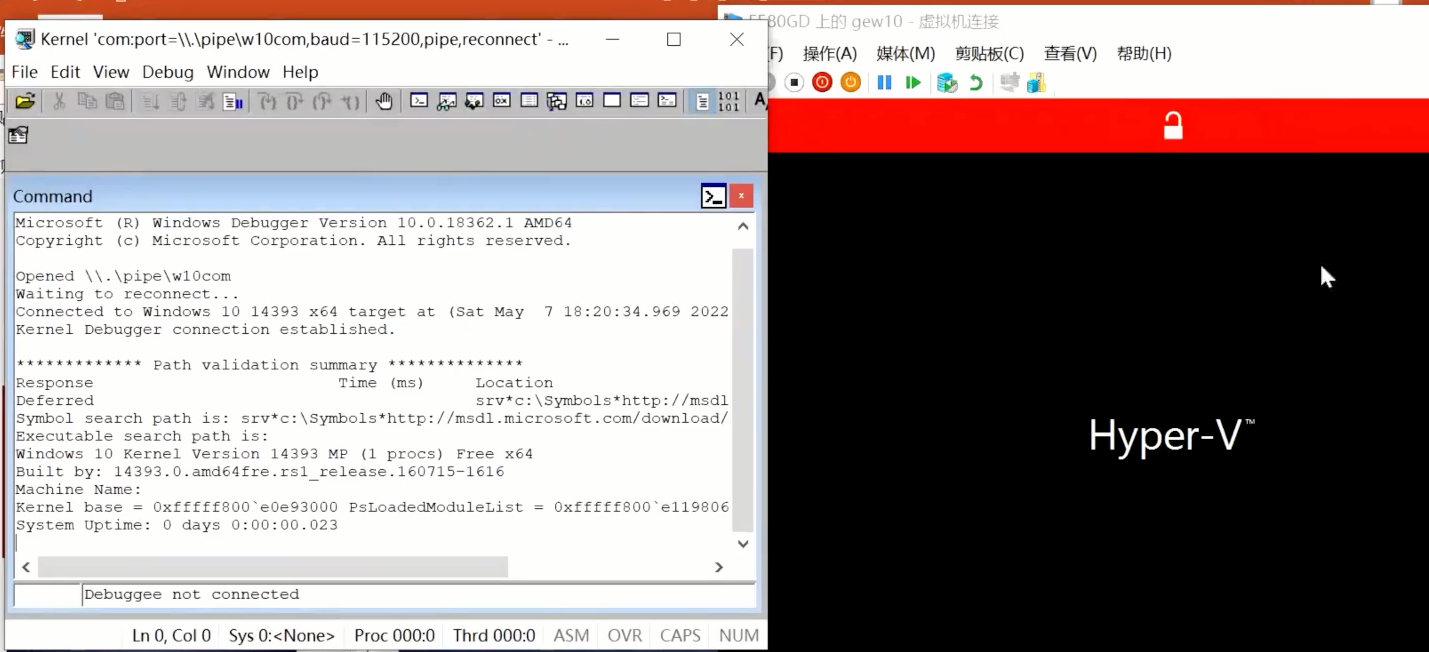 Kernel 'com:port=\\.\pipe\w10com,baud=115200,pipe,reconnect' - ...
File Edit View Debug Window Help
101
101
A
Command
Microsoft (R) Windows Debugger Version 10.0.18362.1 AMD64
Copyright (c) Microsoft Corporation. All rights reserved.
Opened \\.\pipe\w10com
Waiting to reconnect...
Connected to Windows 10 14393 x64 target at (Sat May  7 18:20:34.969 2022
Kernel Debugger connection established.
************* Path validation summary **************
Response                         Time (ms)     Location
Deferred                                       srv*c:\Symbols*http://msdl
Symbol search path is: srv*c:\Symbols*http://msdl.microsoft.com/download/
Executable search path is:
Windows 10 Kernel Version 14393 MP (1 procs) Free x64
Built by: 14393.0.amd64fre.rs1_release.160715-1616
Machine Name:
Kernel base = 0xfffff800`e0e93000 PsLoadedModuleList = 0xfffff800`e119806
System Uptime: 0 days 0:00:00.023
Debuggee not connected
Ln 0, Col 0 Sys 0:<None> Proc 000:0 Thrd 000:0 ASM OVR CAPS NUM
上的 gew10 - 虚拟机连接
(F) 操作(A) 媒体(M) 剪贴板(C) 查看(V) 帮助(H)
Hyper-V™